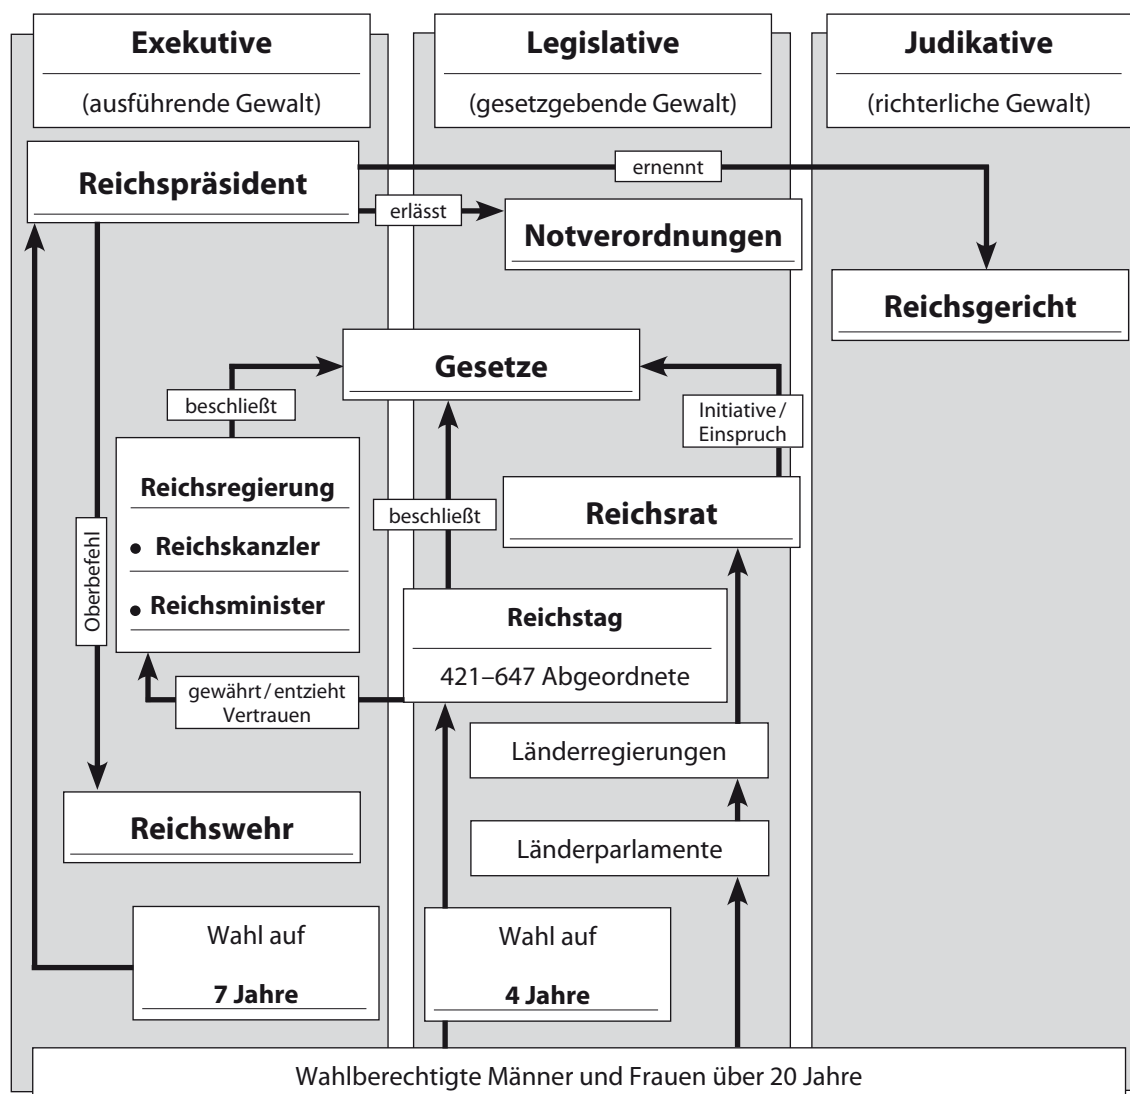 Exekutive
(ausführende Gewalt)
Legislative
(gesetzgebende Gewalt)
Judikative
(richterliche Gewalt)
Reichspräsident
ernennt
erlässt
Notverordnungen
Reichsgericht
Gesetze
beschließt
Initiative/
Einspruch
Reichsregierung
• Reichskanzler
• Reichsminister
beschließt
Reichsrat
Oberbefehl
Reichstag
421–647 Abgeordnete
gewährt/entzieht
Vertrauen
Länderregierungen
Reichswehr
Länderparlamente
Wahl auf
7 Jahre
Wahl auf
4 Jahre
Wahlberechtigte Männer und Frauen über 20 Jahre